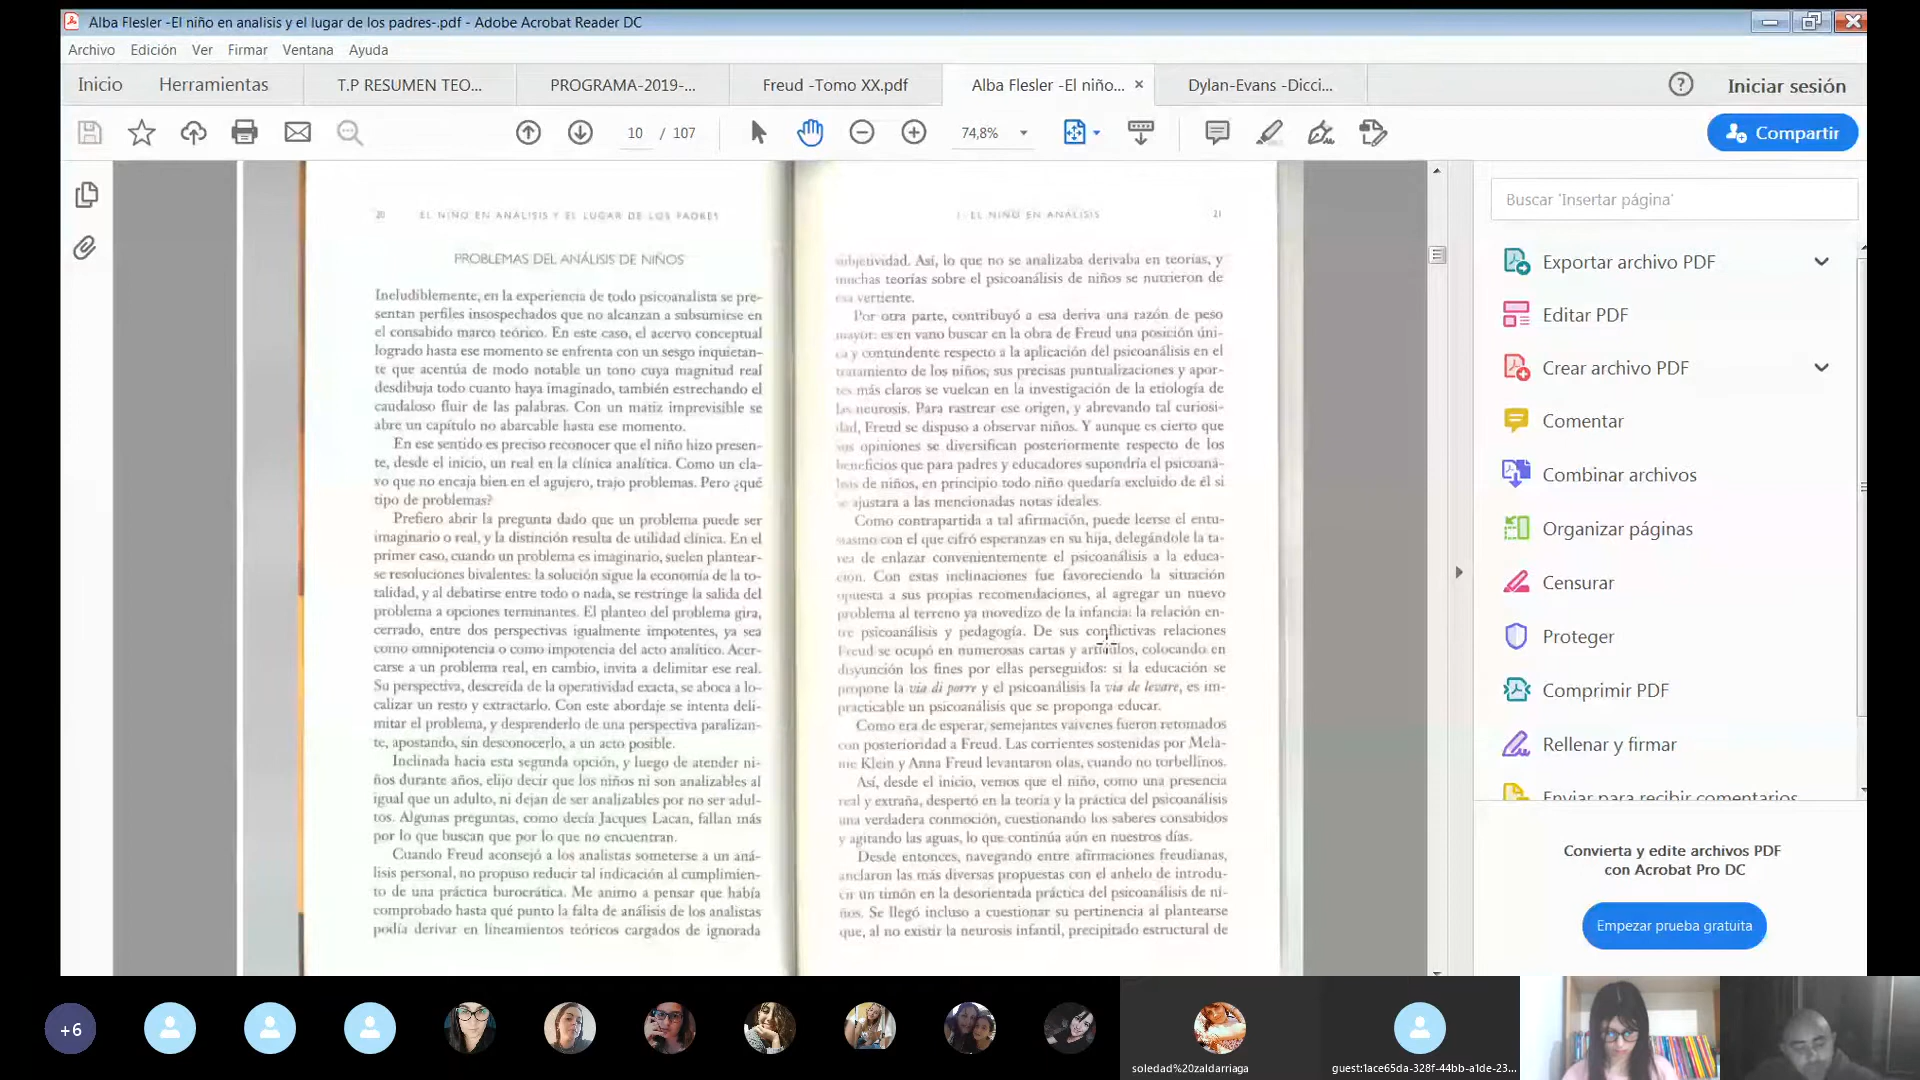 Alba Flesler -El niño en analisis y el lugar de los padres-.pdf - Adobe Acrobat Reader DC
Archivo Edición Ver Firmar Ventana Ayuda
Inicio Herramientas T.P RESUMEN TEO... PROGRAMA-2019-... Freud -Tomo XX.pdf Alba Flesler -El niño... × Dylan-Evans -Dicci... Iniciar sesión
10 / 107 74,8% Compartir
20 EL NIÑO EN ANÁLISIS Y EL LUGAR DE LOS PADRES
PROBLEMAS DEL ANÁLISIS DE NIÑOS
Ineludiblemente, en la experiencia de todo psicoanalista se pre-
sentan perfiles insospechados que no alcanzan a subsumirse en
el consabido marco teórico. En este caso, el acervo conceptual
logrado hasta ese momento se enfrenta con un sesgo inquietan-
te que acentúa de modo notable un tono cuya magnitud real
desdibuja todo cuanto haya imaginado, también estrechando el
caudaloso fluir de las palabras. Con un matiz imprevisible se
abre un capítulo no abarcable hasta ese momento.
En ese sentido es preciso reconocer que el niño hizo presen-
te, desde el inicio, un real en la clínica analítica. Como un cla-
vo que no encaja bien en el agujero, trajo problemas. Pero ¿qué
tipo de problemas?
Prefiero abrir la pregunta dado que un problema puede ser
imaginario o real, y la distinción resulta de utilidad clínica. En el
primer caso, cuando un problema es imaginario, suelen plantear-
se resoluciones bivalentes: la solución sigue la economía de la to-
talidad, y al debatirse entre todo o nada, se restringe la salida del
problema a opciones terminantes. El planteo del problema gira,
cerrado, entre dos perspectivas igualmente impotentes, ya sea
como omnipotencia o como impotencia del acto analítico. Acer-
carse a un problema real, en cambio, invita a delimitar ese real.
Su perspectiva, descreída de la operatividad exacta, se aboca a lo-
calizar un resto y extractarlo. Con este abordaje se intenta deli-
mitar el problema, y desprenderlo de una perspectiva paralizan-
te, apostando, sin desconocerlo, a un acto posible.
Inclinada hacia esta segunda opción, y luego de atender ni-
ños durante años, elijo decir que los niños ni son analizables al
igual que un adulto, ni dejan de ser analizables por no ser adul-
tos. Algunas preguntas, como decía Jacques Lacan, fallan más
por lo que buscan que por lo que no encuentran.
Cuando Freud aconsejó a los analistas someterse a un aná-
lisis personal, no propuso reducir tal indicación al cumplimien-
to de una práctica burocrática. Me animo a pensar que había
comprobado hasta qué punto la falta de análisis de los analistas
podía derivar en lineamientos teóricos cargados de ignorada
EL NIÑO EN ANÁLISIS 21
subjetividad. Así, lo que no se analizaba derivaba en teorías, y
muchas teorías sobre el psicoanálisis de niños se nutrieron de
esa vertiente.
Por otra parte, contribuyó a esa deriva una razón de peso
mayor: es en vano buscar en la obra de Freud una posición úni-
ca y contundente respecto a la aplicación del psicoanálisis en el
tratamiento de los niños; sus precisas puntualizaciones y apor-
tes más claros se vuelcan en la investigación de la etiología de
las neurosis. Para rastrear ese origen, y abrevando tal curiosi-
dad, Freud se dispuso a observar niños. Y aunque es cierto que
sus opiniones se diversifican posteriormente respecto de los
beneficios que para padres y educadores supondría el psicoaná-
lisis de niños, en principio todo niño quedaría excluido de él si
se ajustara a las mencionadas notas ideales.
Como contrapartida a tal afirmación, puede leerse el entu-
siasmo con el que cifró esperanzas en su hija, delegándole la ta-
rea de enlazar convenientemente el psicoanálisis a la educa-
ción. Con estas inclinaciones fue favoreciendo la situación
opuesta a sus propias recomendaciones, al agregar un nuevo
problema al terreno ya movedizo de la infancia: la relación en-
tre psicoanálisis y pedagogía. De sus conflictivas relaciones
Freud se ocupó en numerosas cartas y artículos, colocando en
disyunción los fines por ellas perseguidos: si la educación se
propone la via di porre y el psicoanálisis la via de levare, es im-
practicable un psicoanálisis que se proponga educar.
Como era de esperar, semejantes vaivenes fueron retomados
con posterioridad a Freud. Las corrientes sostenidas por Mela-
nie Klein y Anna Freud levantaron olas, cuando no torbellinos.
Así, desde el inicio, vemos que el niño, como una presencia
real y extraña, despertó en la teoría y la práctica del psicoanálisis
una verdadera conmoción, cuestionando los saberes consabidos
y agitando las aguas, lo que continúa aún en nuestros días.
Desde entonces, navegando entre afirmaciones freudianas,
anclaron las más diversas propuestas con el anhelo de introdu-
cir un timón en la desorientada práctica del psicoanálisis de ni-
ños. Se llegó incluso a cuestionar su pertinencia al plantearse
que, al no existir la neurosis infantil, precipitado estructural de
Buscar 'Insertar página'
Exportar archivo PDF
Editar PDF
Crear archivo PDF
Comentar
Combinar archivos
Organizar páginas
Censurar
Proteger
Comprimir PDF
Rellenar y firmar
Enviar para recibir comentarios
Convierta y edite archivos PDF
con Acrobat Pro DC
Empezar prueba gratuita
+6
soledad%20zaldarriaga
guest:1ace65da-328f-44bb-a1de-23...